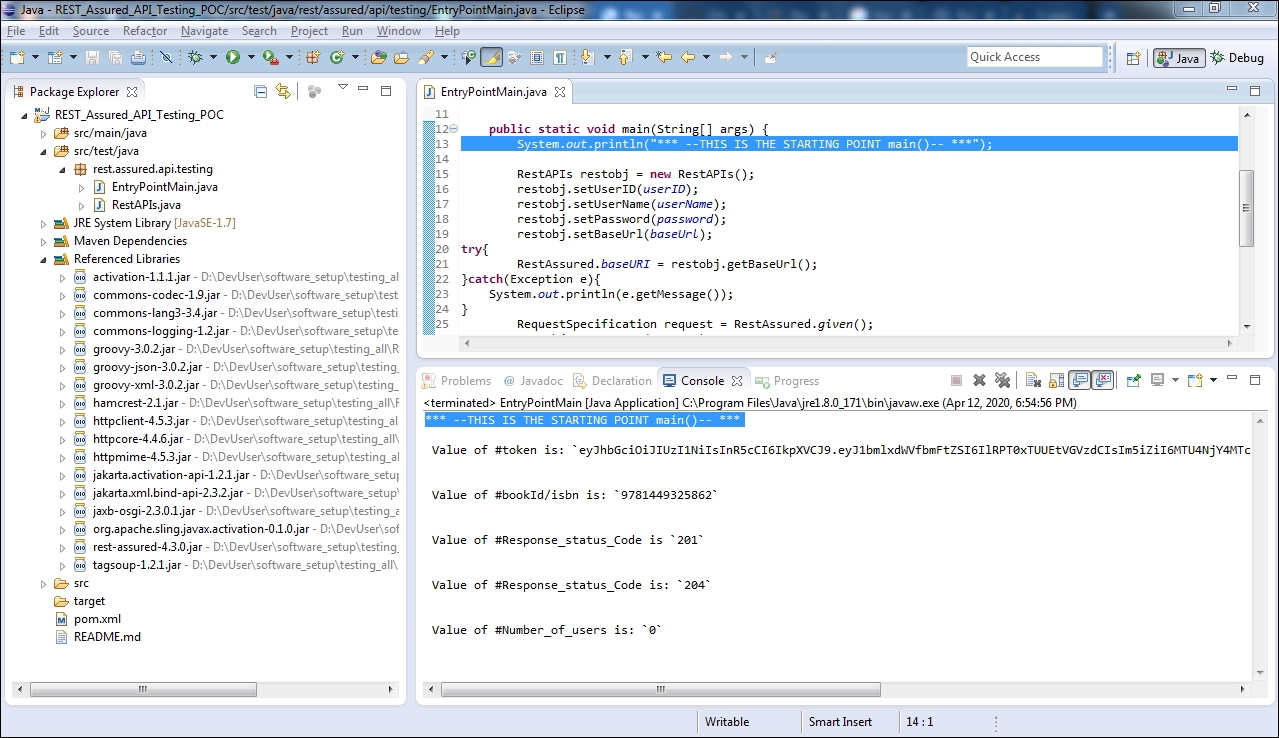 Java - REST_Assured_API_Testing_POC/src/test/java/rest/assured/api/testing/EntryPointMain.java - Eclipse
File Edit Source Refactor Navigate Search Project Run Window Help
Quick Access
Java
Debug
Package Explorer
REST_Assured_API_Testing_POC
src/main/java
src/test/java
rest.assured.api.testing
EntryPointMain.java
RestAPIs.java
JRE System Library [JavaSE-1.7]
Maven Dependencies
Referenced Libraries
activation-1.1.1.jar - D:\DevUser\software_setup\testing_al
commons-codec-1.9.jar - D:\DevUser\software_setup\test
commons-lang3-3.4.jar - D:\DevUser\software_setup\testi
commons-logging-1.2.jar - D:\DevUser\software_setup\te
groovy-3.0.2.jar - D:\DevUser\software_setup\testing_all\R
groovy-json-3.0.2.jar - D:\DevUser\software_setup\testing_
groovy-xml-3.0.2.jar - D:\DevUser\software_setup\testing_
hamcrest-2.1.jar - D:\DevUser\software_setup\testing_all\F
httpclient-4.5.3.jar - D:\DevUser\software_setup\testing_al
httpcore-4.4.6.jar - D:\DevUser\software_setup\testing_all\
httpmime-4.5.3.jar - D:\DevUser\software_setup\testing_al
jakarta.activation-api-1.2.1.jar - D:\DevUser\software_setup
jakarta.xml.bind-api-2.3.2.jar - D:\DevUser\software_setup\
jaxb-osgi-2.3.0.1.jar - D:\DevUser\software_setup\testing_a
org.apache.sling.javax.activation-0.1.0.jar - D:\DevUser\sof
rest-assured-4.3.0.jar - D:\DevUser\software_setup\testing_
tagsoup-1.2.1.jar - D:\DevUser\software_setup\testing_all\
src
target
pom.xml
README.md
EntryPointMain.java
11
12 public static void main(String[] args) {
13 System.out.println("*** --THIS IS THE STARTING POINT main()-- ***");
14
15 RestAPIs restobj = new RestAPIs();
16 restobj.setUserID(userID);
17 restobj.setUserName(userName);
18 restobj.setPassword(password);
19 restobj.setBaseUrl(baseUrl);
20 try{
21 RestAssured.baseURI = restobj.getBaseUrl();
22 }catch(Exception e){
23 System.out.println(e.getMessage());
24 }
25 RequestSpecification request = RestAssured.given();
Problems @ Javadoc Declaration Console Progress
<terminated> EntryPointMain [Java Application] C:\Program Files\Java\jre1.8.0_171\bin\javaw.exe (Apr 12, 2020, 6:54:56 PM)
*** --THIS IS THE STARTING POINT main()-- ***
Value of #token is: `eyJhbGciOiJIUzI1NiIsInR5cCI6IkpXVCJ9.eyJ1bmlxdWVfbmFtZSI6IlRPT0xTUUEtVGVzdCIsIm5iZiI6MTU4NjY4MTc
Value of #bookId/isbn is: `9781449325862`
Value of #Response_status_Code is `201`
Value of #Response_status_Code is: `204`
Value of #Number_of_users is: `0`
Writable
Smart Insert
14 : 1